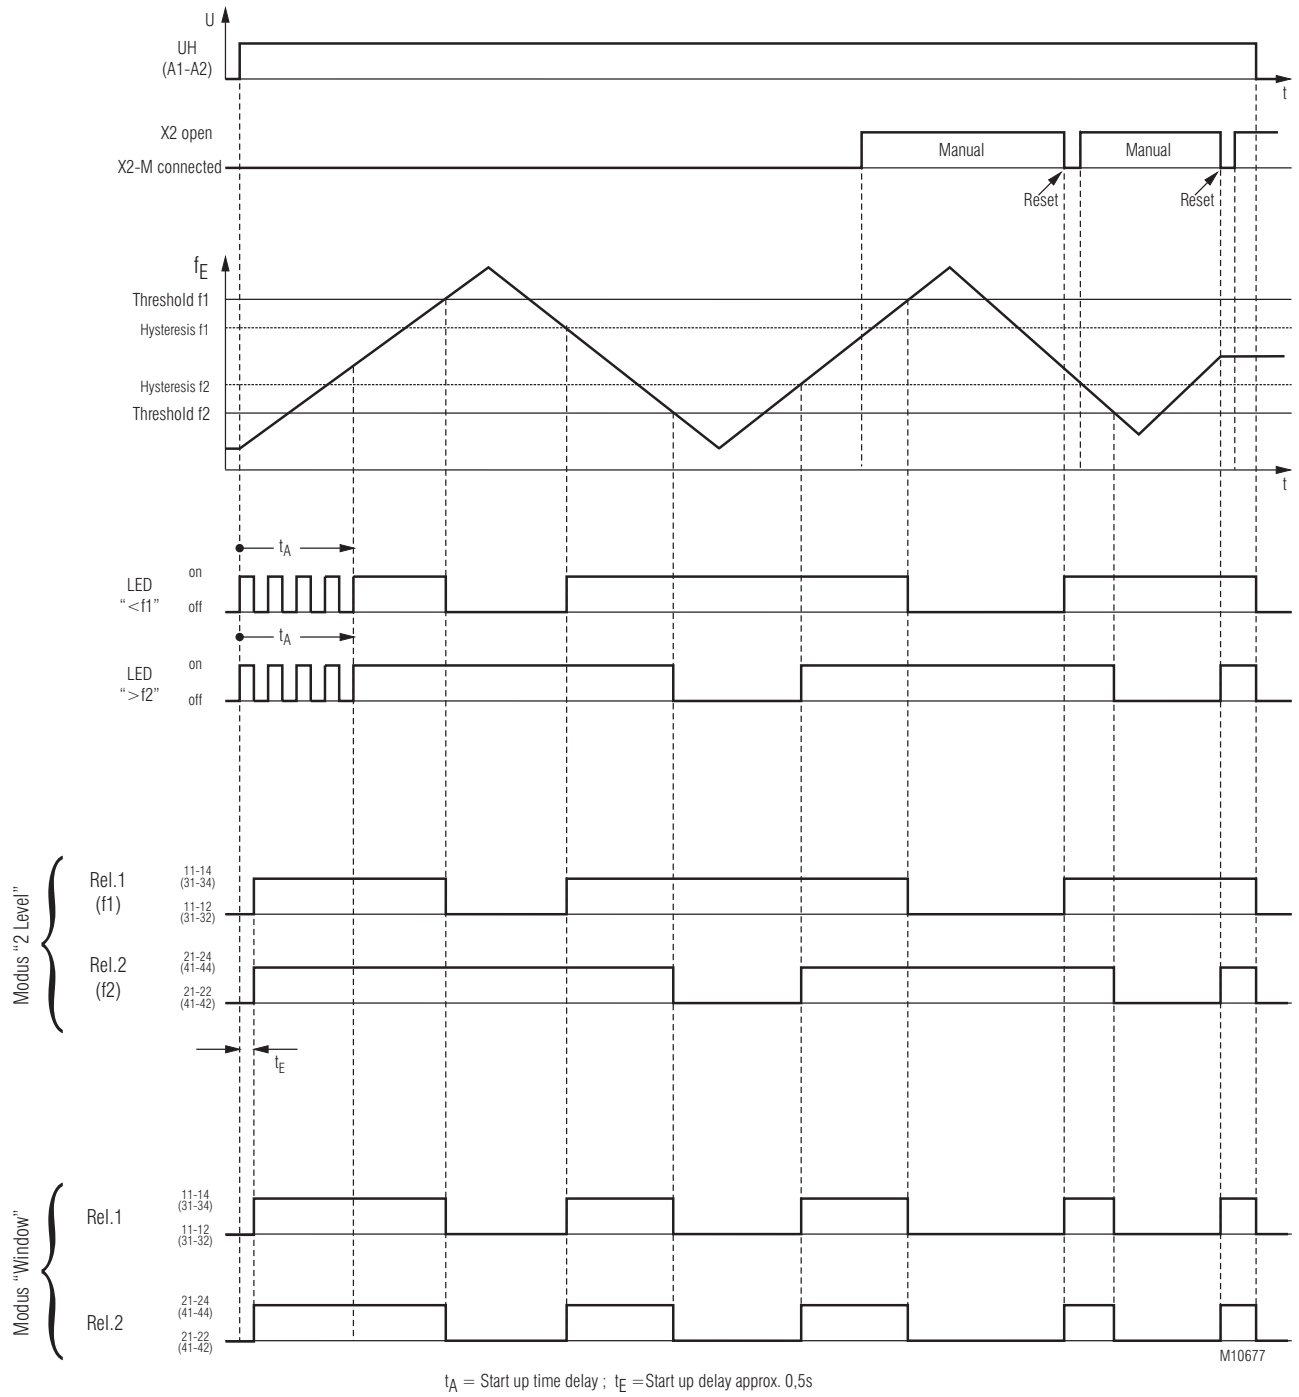 U
UH
(A1-A2)
t
X2 open
X2-M connected
Manual
Manual
Reset
Reset
fE
Threshold f1
Hysteresis f1
Hysteresis f2
Threshold f2
t
tA
LED
“<f1”
on
off
tA
LED
“>f2”
on
off
Modus “2 Level”
Rel.1
(f1)
11-14
(31-34)
11-12
(31-32)
Rel.2
(f2)
21-24
(41-44)
21-22
(41-42)
tE
Modus “Window”
Rel.1
11-14
(31-34)
11-12
(31-32)
Rel.2
21-24
(41-44)
21-22
(41-42)
M10677
tA = Start up time delay ; tE =Start up delay approx. 0,5s